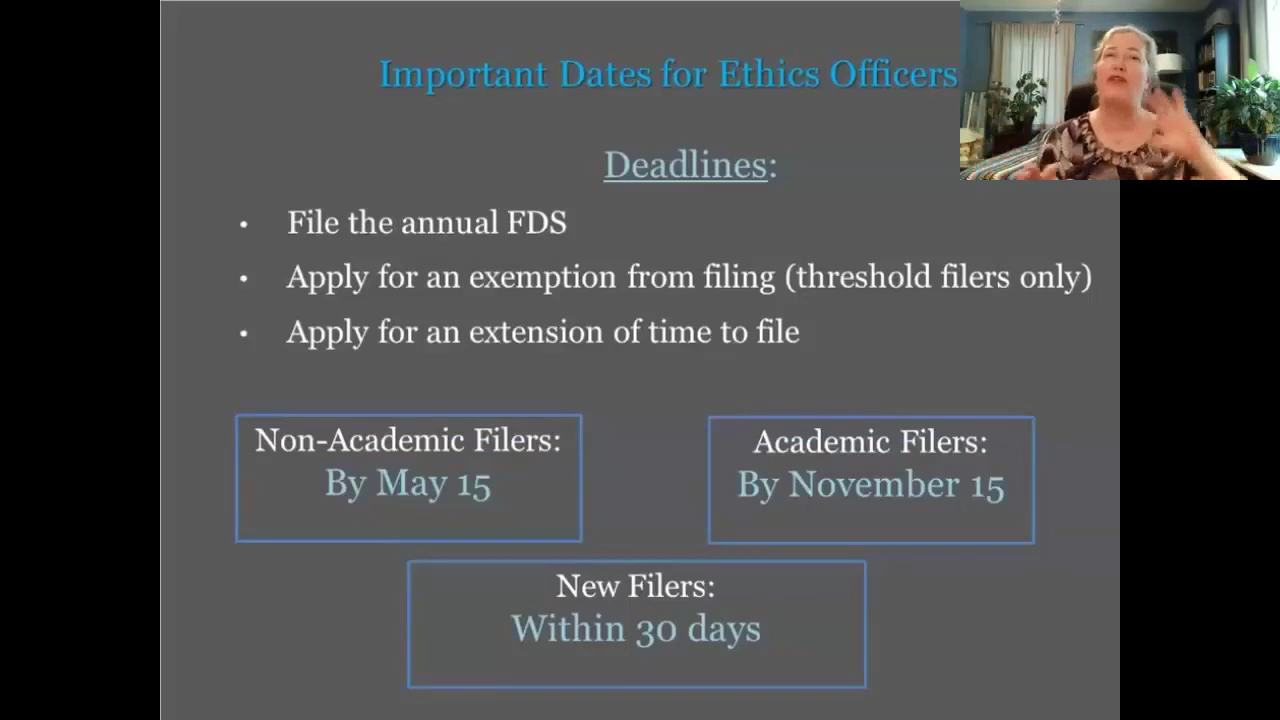 Important Dates for Ethics Officers
Deadlines:
• File the annual FDS
• Apply for an exemption from filing (threshold filers only)
• Apply for an extension of time to file
Non-Academic Filers:
By May 15
Academic Filers:
By November 15
New Filers:
Within 30 days